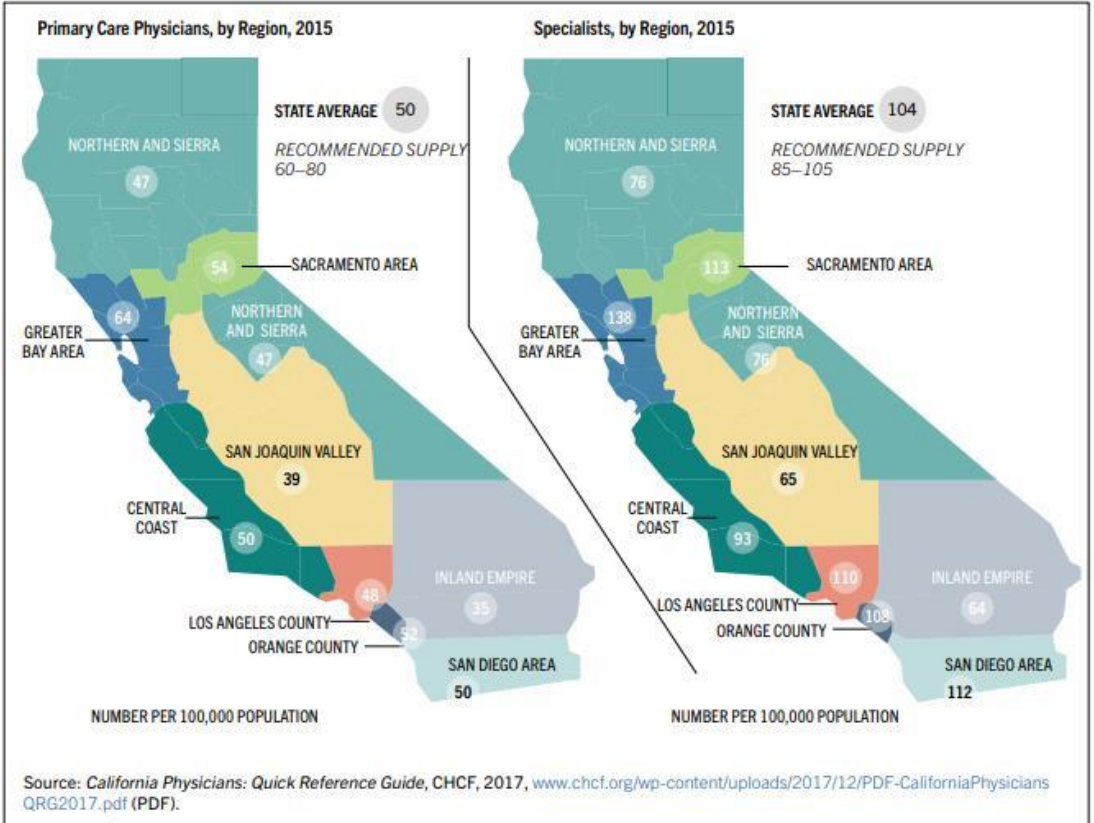 Primary Care Physicians, by Region, 2015
STATE AVERAGE 50
RECOMMENDED SUPPLY
60–80
NORTHERN AND SIERRA
47
54
SACRAMENTO AREA
64
GREATER
BAY AREA
NORTHERN
AND SIERRA
47
SAN JOAQUIN VALLEY
39
CENTRAL
COAST
50
INLAND EMPIRE
35
48
LOS ANGELES COUNTY
52
ORANGE COUNTY
SAN DIEGO AREA
50
NUMBER PER 100,000 POPULATION
Specialists, by Region, 2015
STATE AVERAGE 104
RECOMMENDED SUPPLY
85–105
NORTHERN AND SIERRA
76
113
SACRAMENTO AREA
138
GREATER
BAY AREA
NORTHERN
AND SIERRA
76
SAN JOAQUIN VALLEY
65
CENTRAL
COAST
93
INLAND EMPIRE
64
110
LOS ANGELES COUNTY
ORANGE COUNTY
SAN DIEGO AREA
112
NUMBER PER 100,000 POPULATION
Source: California Physicians: Quick Reference Guide, CHCF, 2017, www.chcf.org/wp-content/uploads/2017/12/PDF-CaliforniaPhysicians
QRG2017.pdf (PDF).